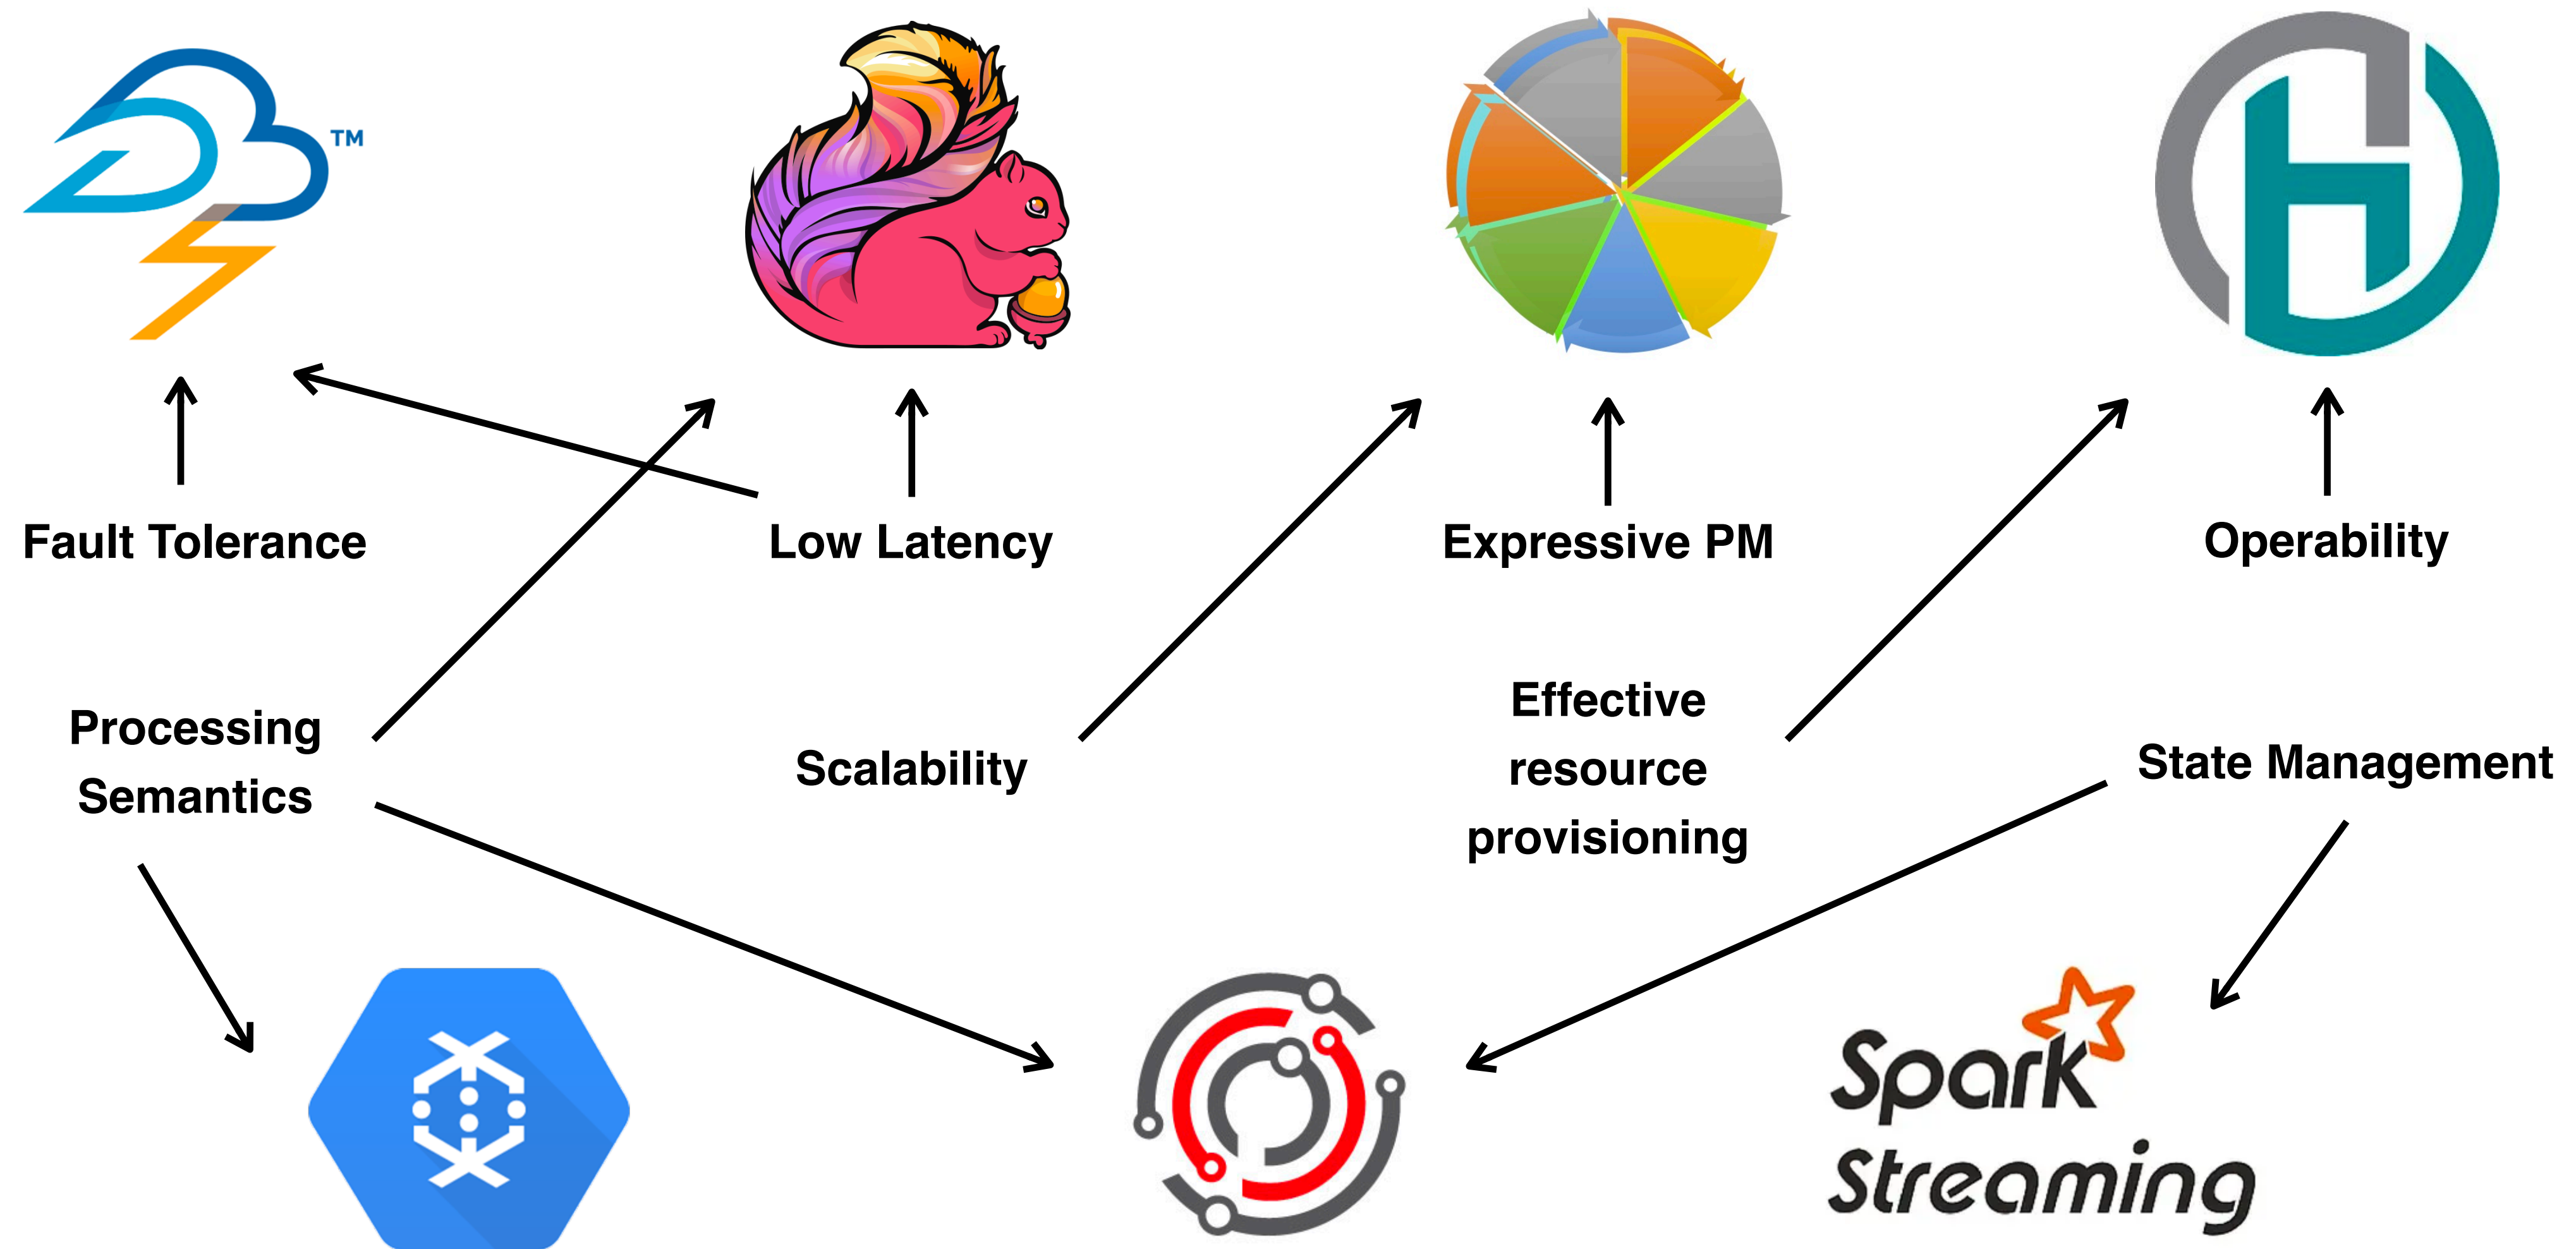 TM
Fault Tolerance
Low Latency
Expressive PM
Operability
Processing
Semantics
Scalability
Effective
resource
provisioning
State Management
Spark
Streaming